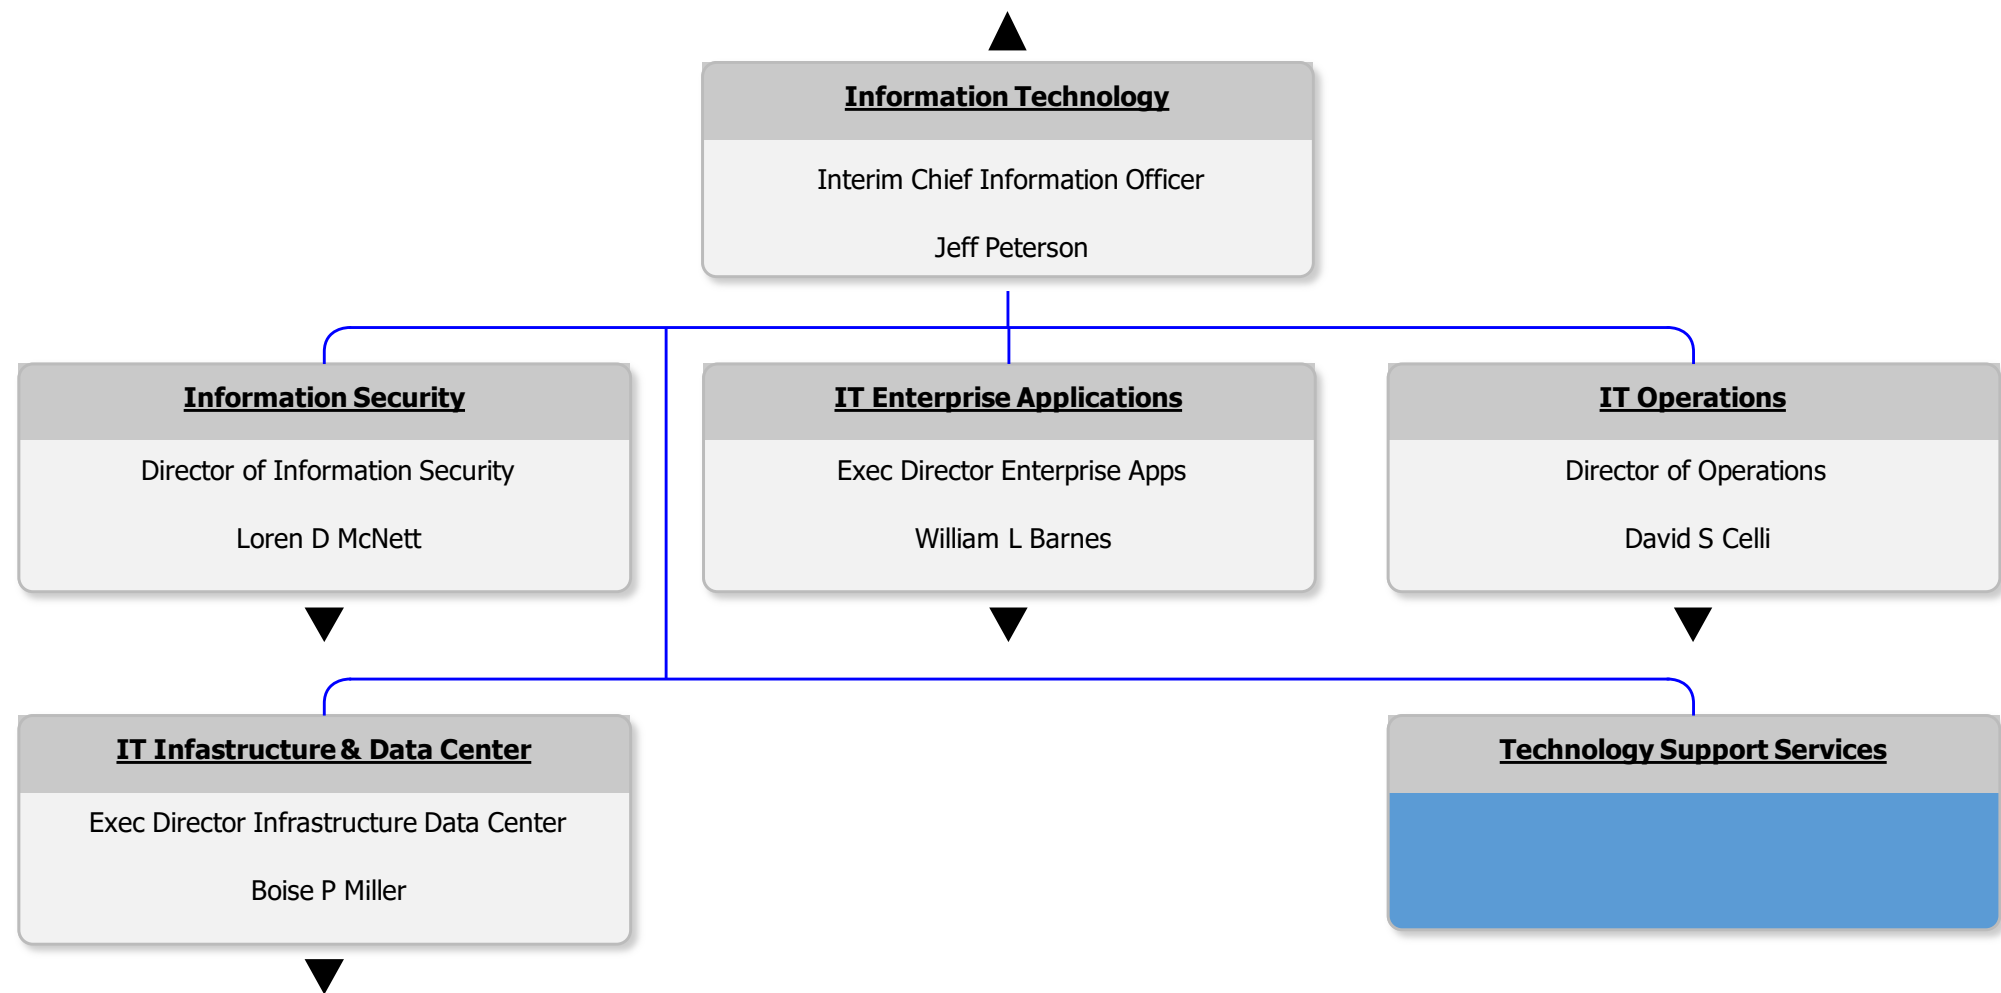 Information Technology
Interim Chief Information Officer
Jeff Peterson
Information Security
Director of Information Security
Loren D McNett
IT Enterprise Applications
Exec Director Enterprise Apps
William L Barnes
IT Operations
Director of Operations
David S Celli
IT Infastructure & Data Center
Exec Director Infrastructure Data Center
Boise P Miller
Technology Support Services